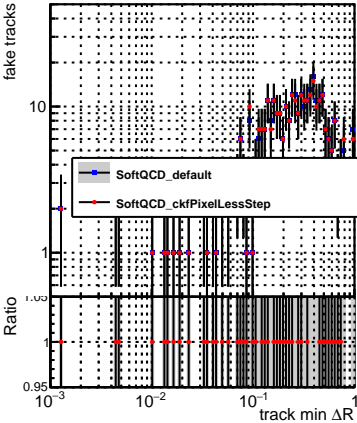 fake tracks
10
SoftQCD_default
SoftQCD_ckfPixelLessStep
1
Ratio
1.05
1
0.95
10⁻³ 10⁻² 10⁻¹ 1
track min ΔR